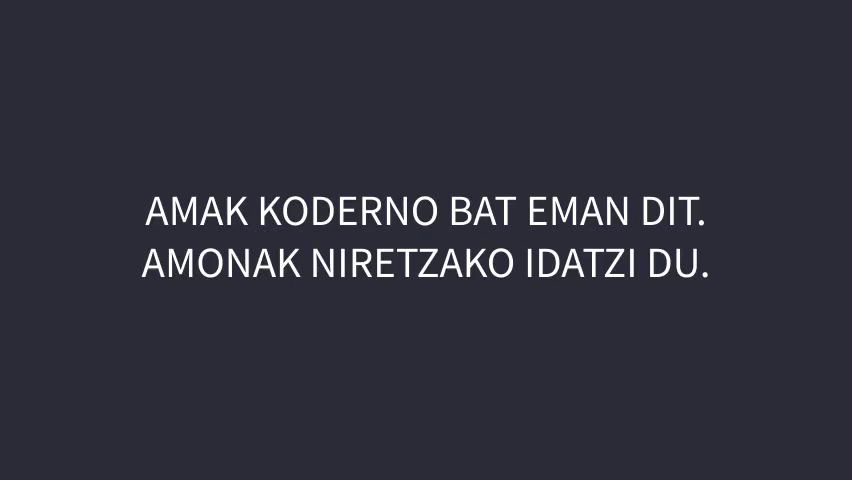 AMAK KODERNO BAT EMAN DIT.
AMONAK NIRETZAKO IDATZI DU.